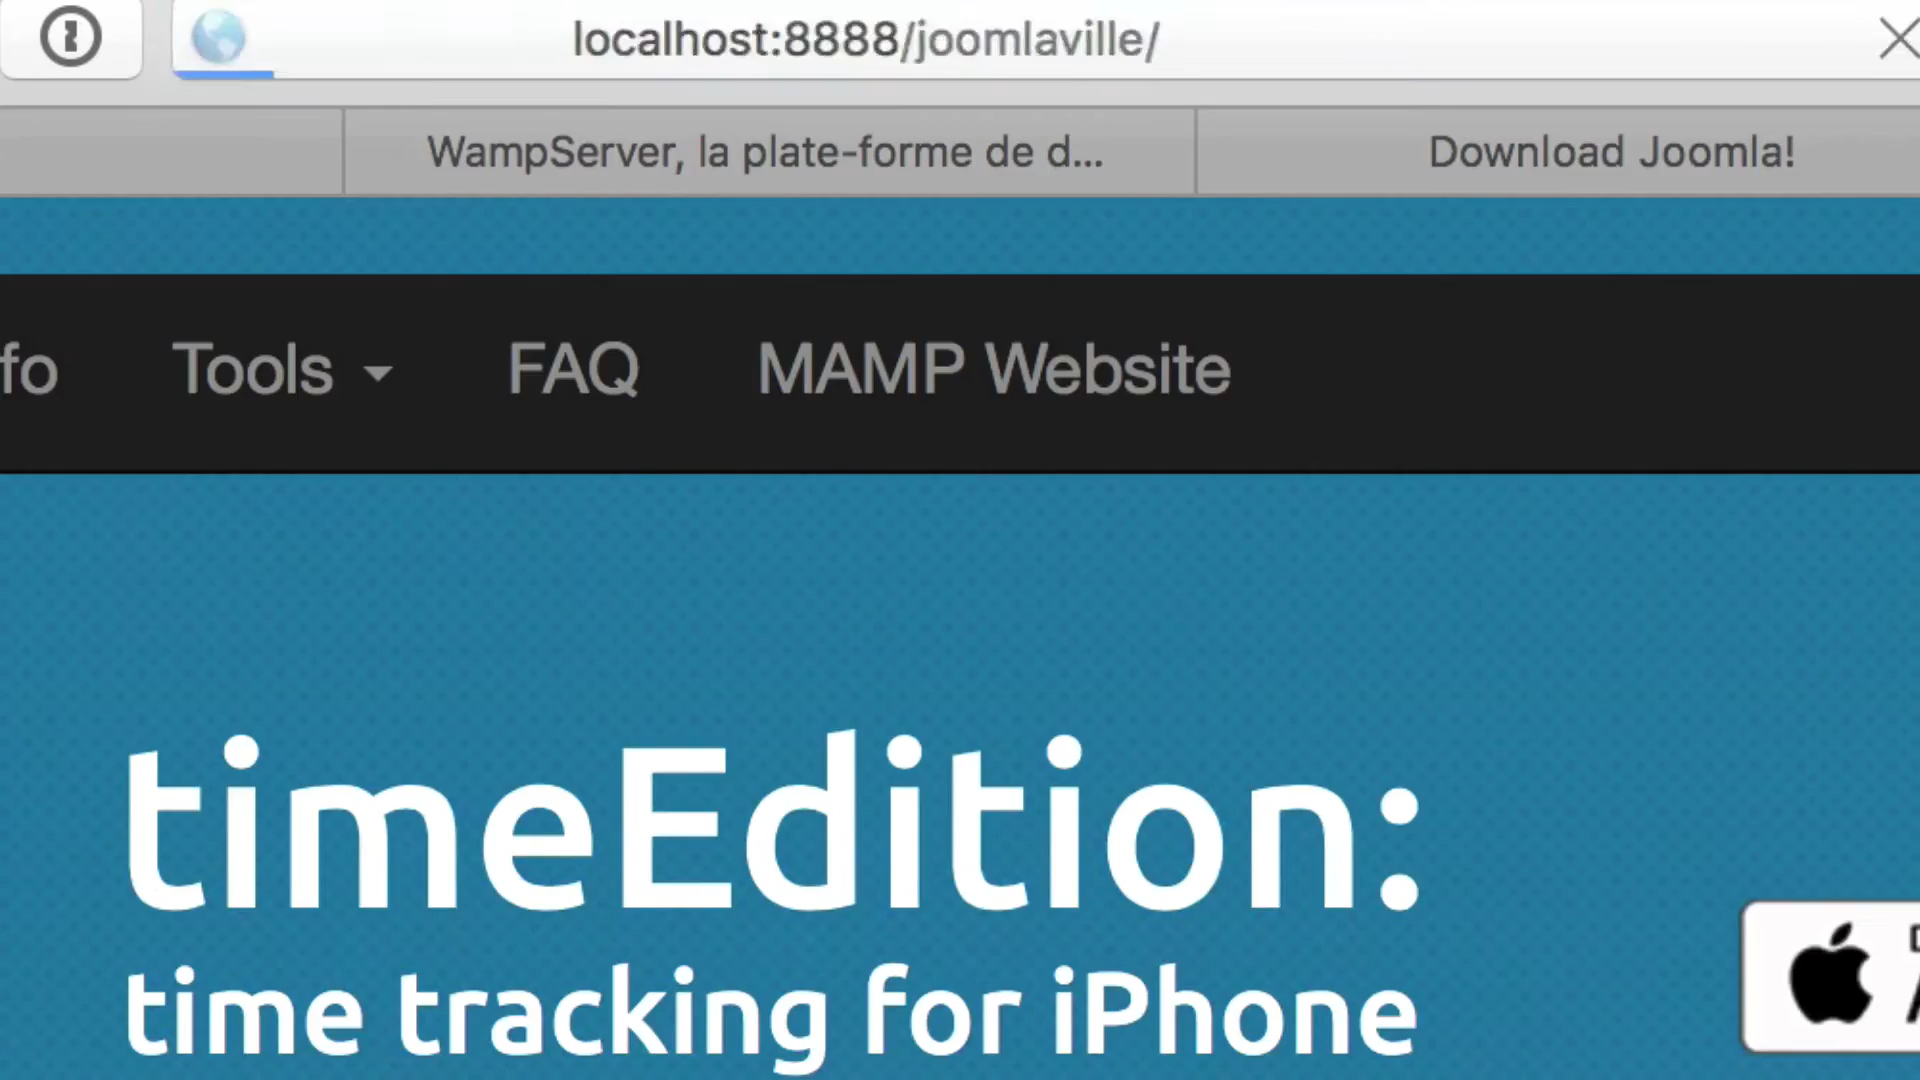 localhost:8888/joomlaville/
WampServer, la plate-forme de d...
Download Joomla!
fo
Tools
FAQ
MAMP Website
timeEdition:
time tracking for iPhone